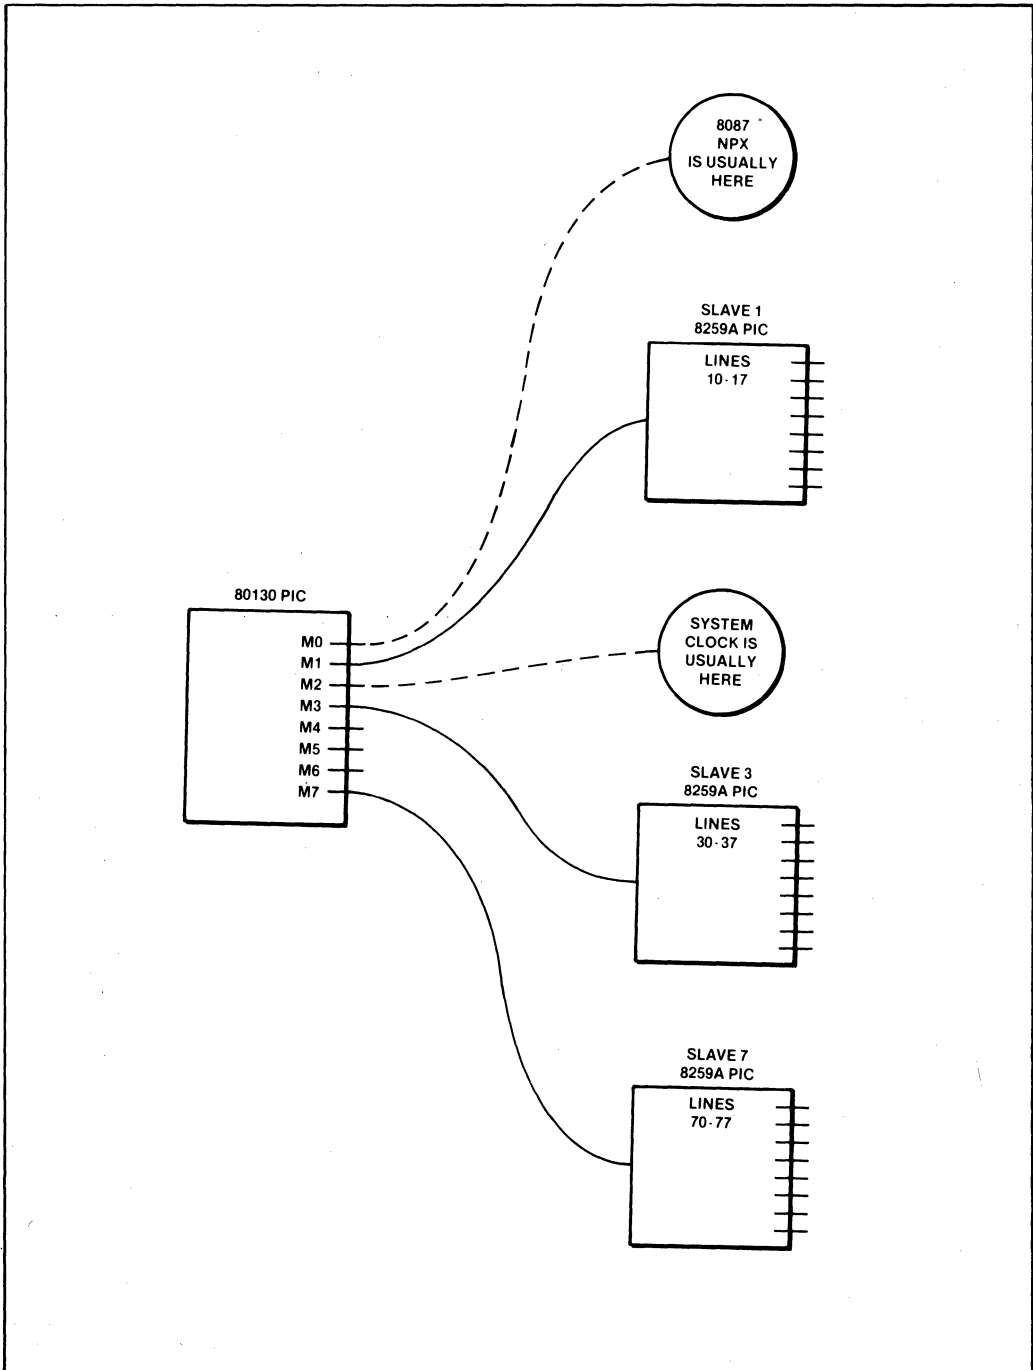 8087
NPX
IS USUALLY
HERE
SLAVE 1
8259A PIC
LINES
10-17
80130 PIC
M0
M1
M2
M3
M4
M5
M6
M7
SYSTEM
CLOCK IS
USUALLY
HERE
SLAVE 3
8259A PIC
LINES
30-37
SLAVE 7
8259A PIC
LINES
70-77